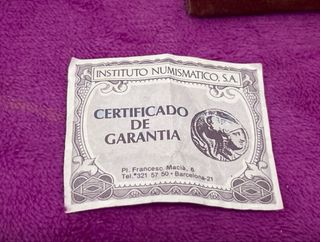 INSTITUTO NUMISMATICO, S.A.
CERTIFICADO
DE
GARANTIA
Pl. Francesc. Macià, 6
Tel. *321 57 50 - Barcelona-21